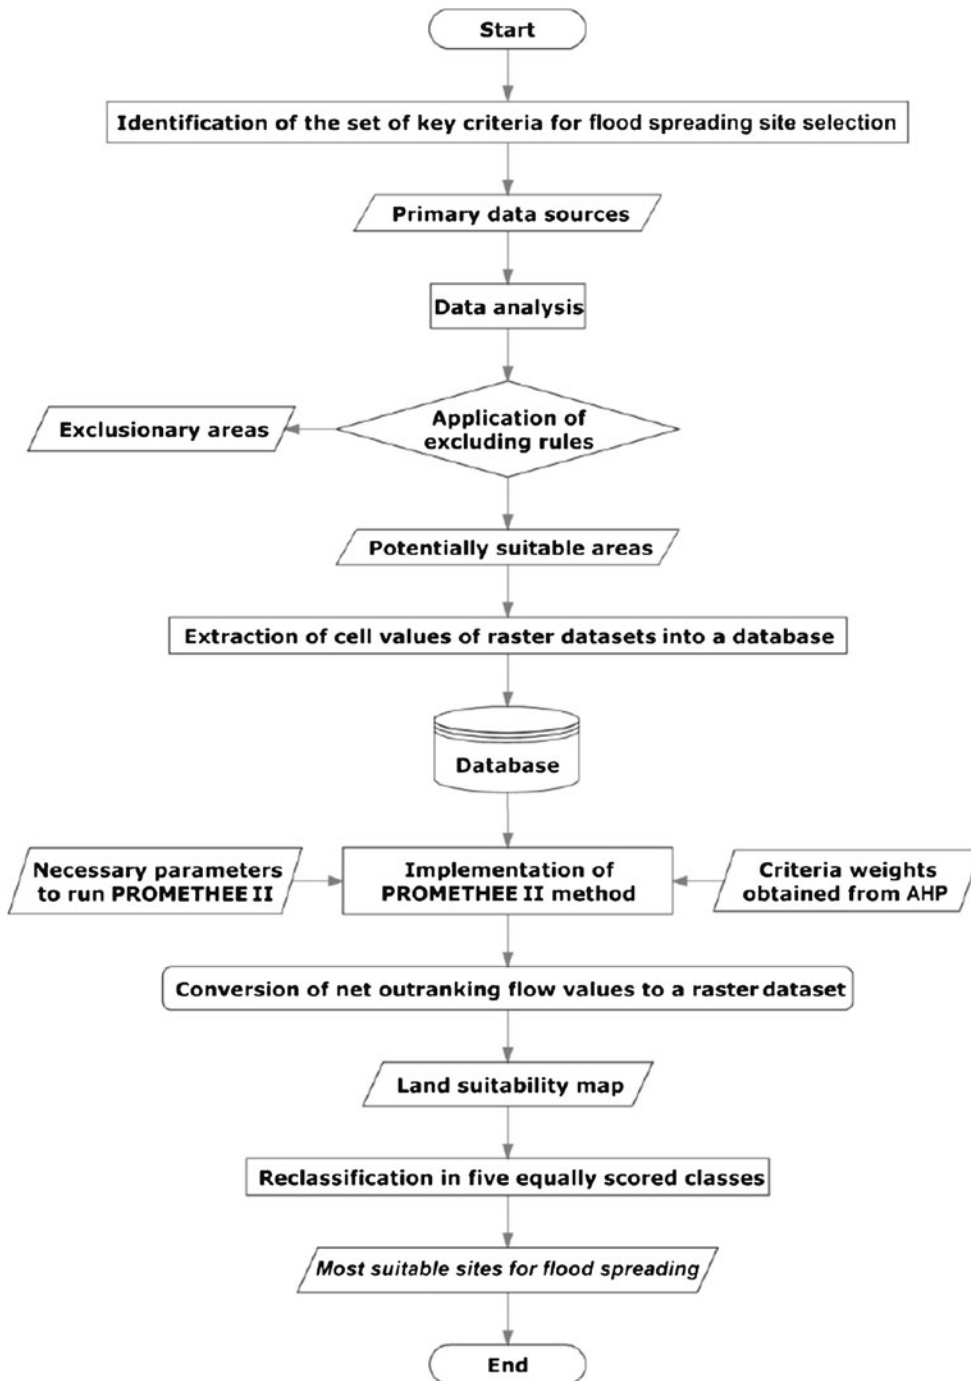 Start
Identification of the set of key criteria for flood spreading site selection
Primary data sources
Data analysis
Application of
excluding rules
Exclusionary areas
Potentially suitable areas
Extraction of cell values of raster datasets into a database
Database
Necessary parameters
to run PROMETHEE II
Implementation of
PROMETHEE II method
Criteria weights
obtained from AHP
Conversion of net outranking flow values to a raster dataset
Land suitability map
Reclassification in five equally scored classes
Most suitable sites for flood spreading
End